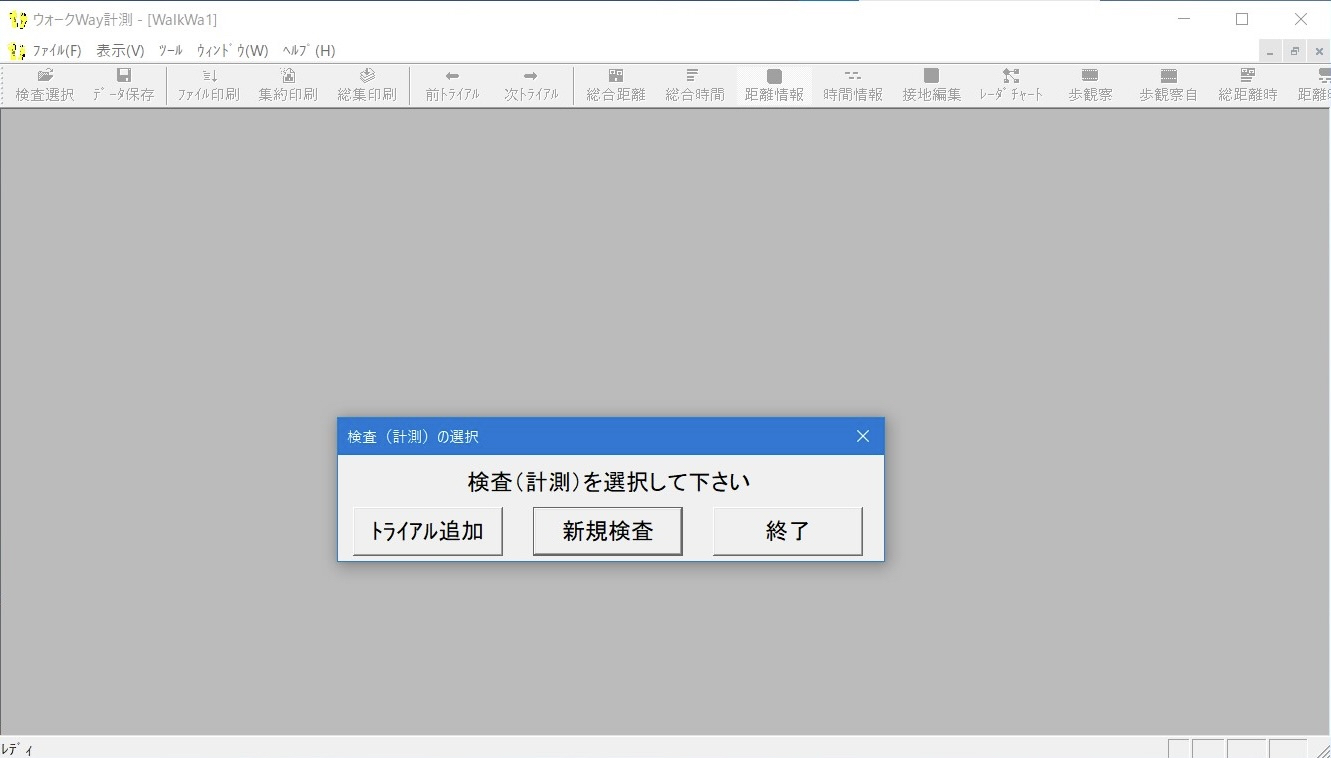 ウォークWay計測 - [WalkWa1]
ﾌｧｲﾙ(F) 表示(V) ﾂｰﾙ ｳｨﾝﾄﾞｳ(W) ﾍﾙﾌﾟ(H)
検査選択 ﾃﾞｰﾀ保存 ﾌｧｲﾙ印刷 集約印刷 総集印刷 前ﾄﾗｲｱﾙ 次ﾄﾗｲｱﾙ 総合距離 総合時間 距離情報 時間情報 接地編集 ﾚｰﾀﾞﾁｬｰﾄ 歩観察 歩観察自 総距離時 距離
検査（計測）の選択
検査（計測）を選択して下さい
ﾄﾗｲｱﾙ追加 新規検査 終了
ﾚﾃﾞｨ